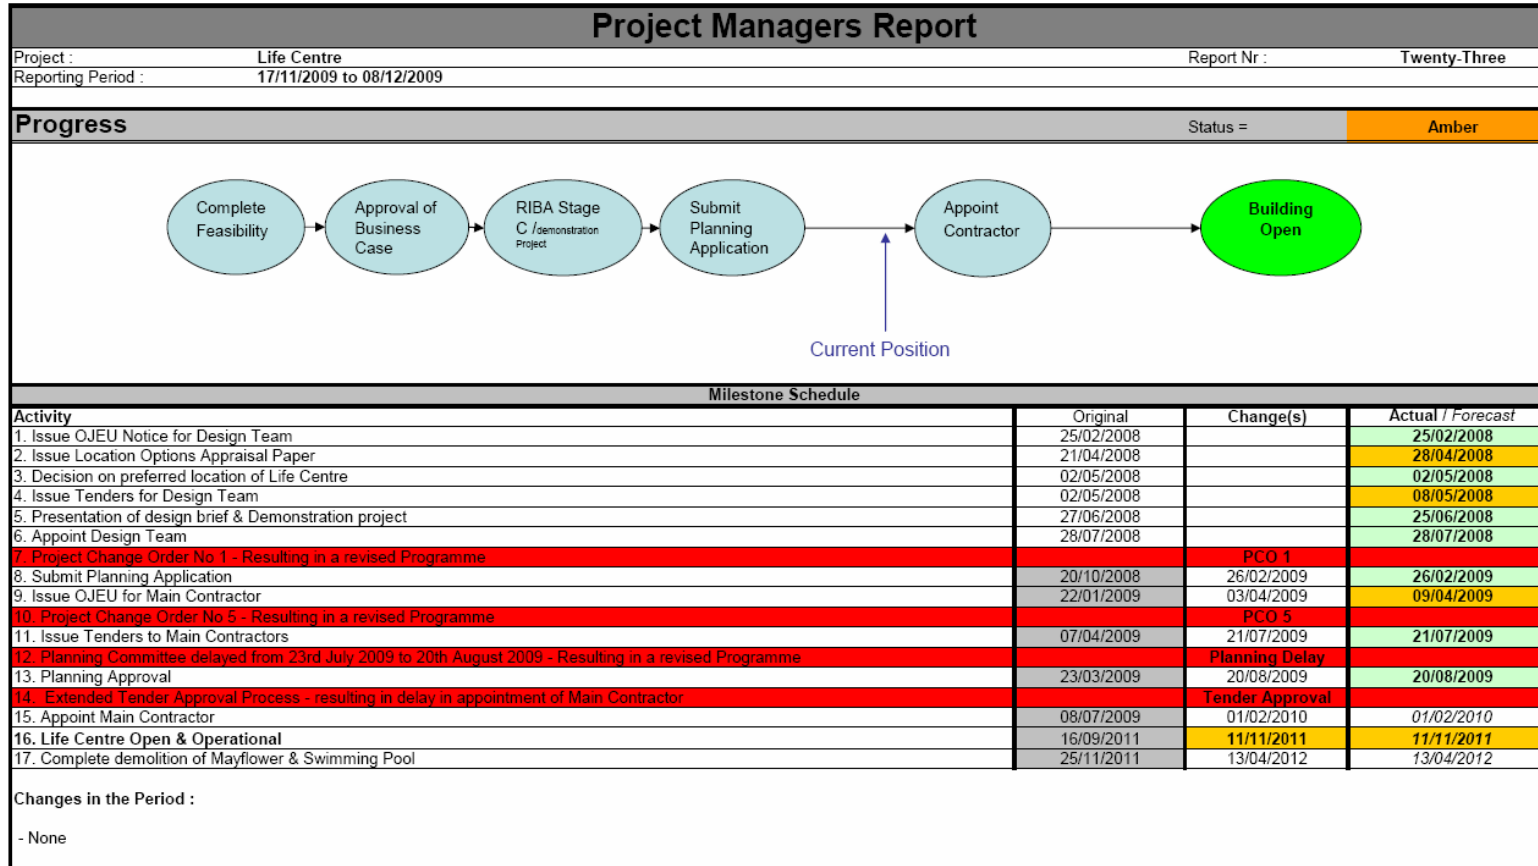 Project Managers Report
Project : Life Centre Report Nr : Twenty-Three
Reporting Period : 17/11/2009 to 08/12/2009
Progress Status = Amber
Complete
Feasibility
Approval of
Business
Case
RIBA Stage
C /demonstration
Project
Submit
Planning
Application
Appoint
Contractor
Building
Open
Current Position
Milestone Schedule
Activity Original Change(s) Actual / Forecast
1. Issue OJEU Notice for Design Team 25/02/2008 25/02/2008
2. Issue Location Options Appraisal Paper 21/04/2008 28/04/2008
3. Decision on preferred location of Life Centre 02/05/2008 02/05/2008
4. Issue Tenders for Design Team 02/05/2008 08/05/2008
5. Presentation of design brief & Demonstration project 27/06/2008 25/06/2008
6. Appoint Design Team 28/07/2008 28/07/2008
7. Project Change Order No 1 - Resulting in a revised Programme PCO 1
8. Submit Planning Application 20/10/2008 26/02/2009 26/02/2009
9. Issue OJEU for Main Contractor 22/01/2009 03/04/2009 09/04/2009
10. Project Change Order No 5 - Resulting in a revised Programme PCO 5
11. Issue Tenders to Main Contractors 07/04/2009 21/07/2009 21/07/2009
12. Planning Committee delayed from 23rd July 2009 to 20th August 2009 - Resulting in a revised Programme Planning Delay
13. Planning Approval 23/03/2009 20/08/2009 20/08/2009
14. Extended Tender Approval Process - resulting in delay in appointment of Main Contractor Tender Approval
15. Appoint Main Contractor 08/07/2009 01/02/2010 01/02/2010
16. Life Centre Open & Operational 16/09/2011 11/11/2011 11/11/2011
17. Complete demolition of Mayflower & Swimming Pool 25/11/2011 13/04/2012 13/04/2012
Changes in the Period :
- None